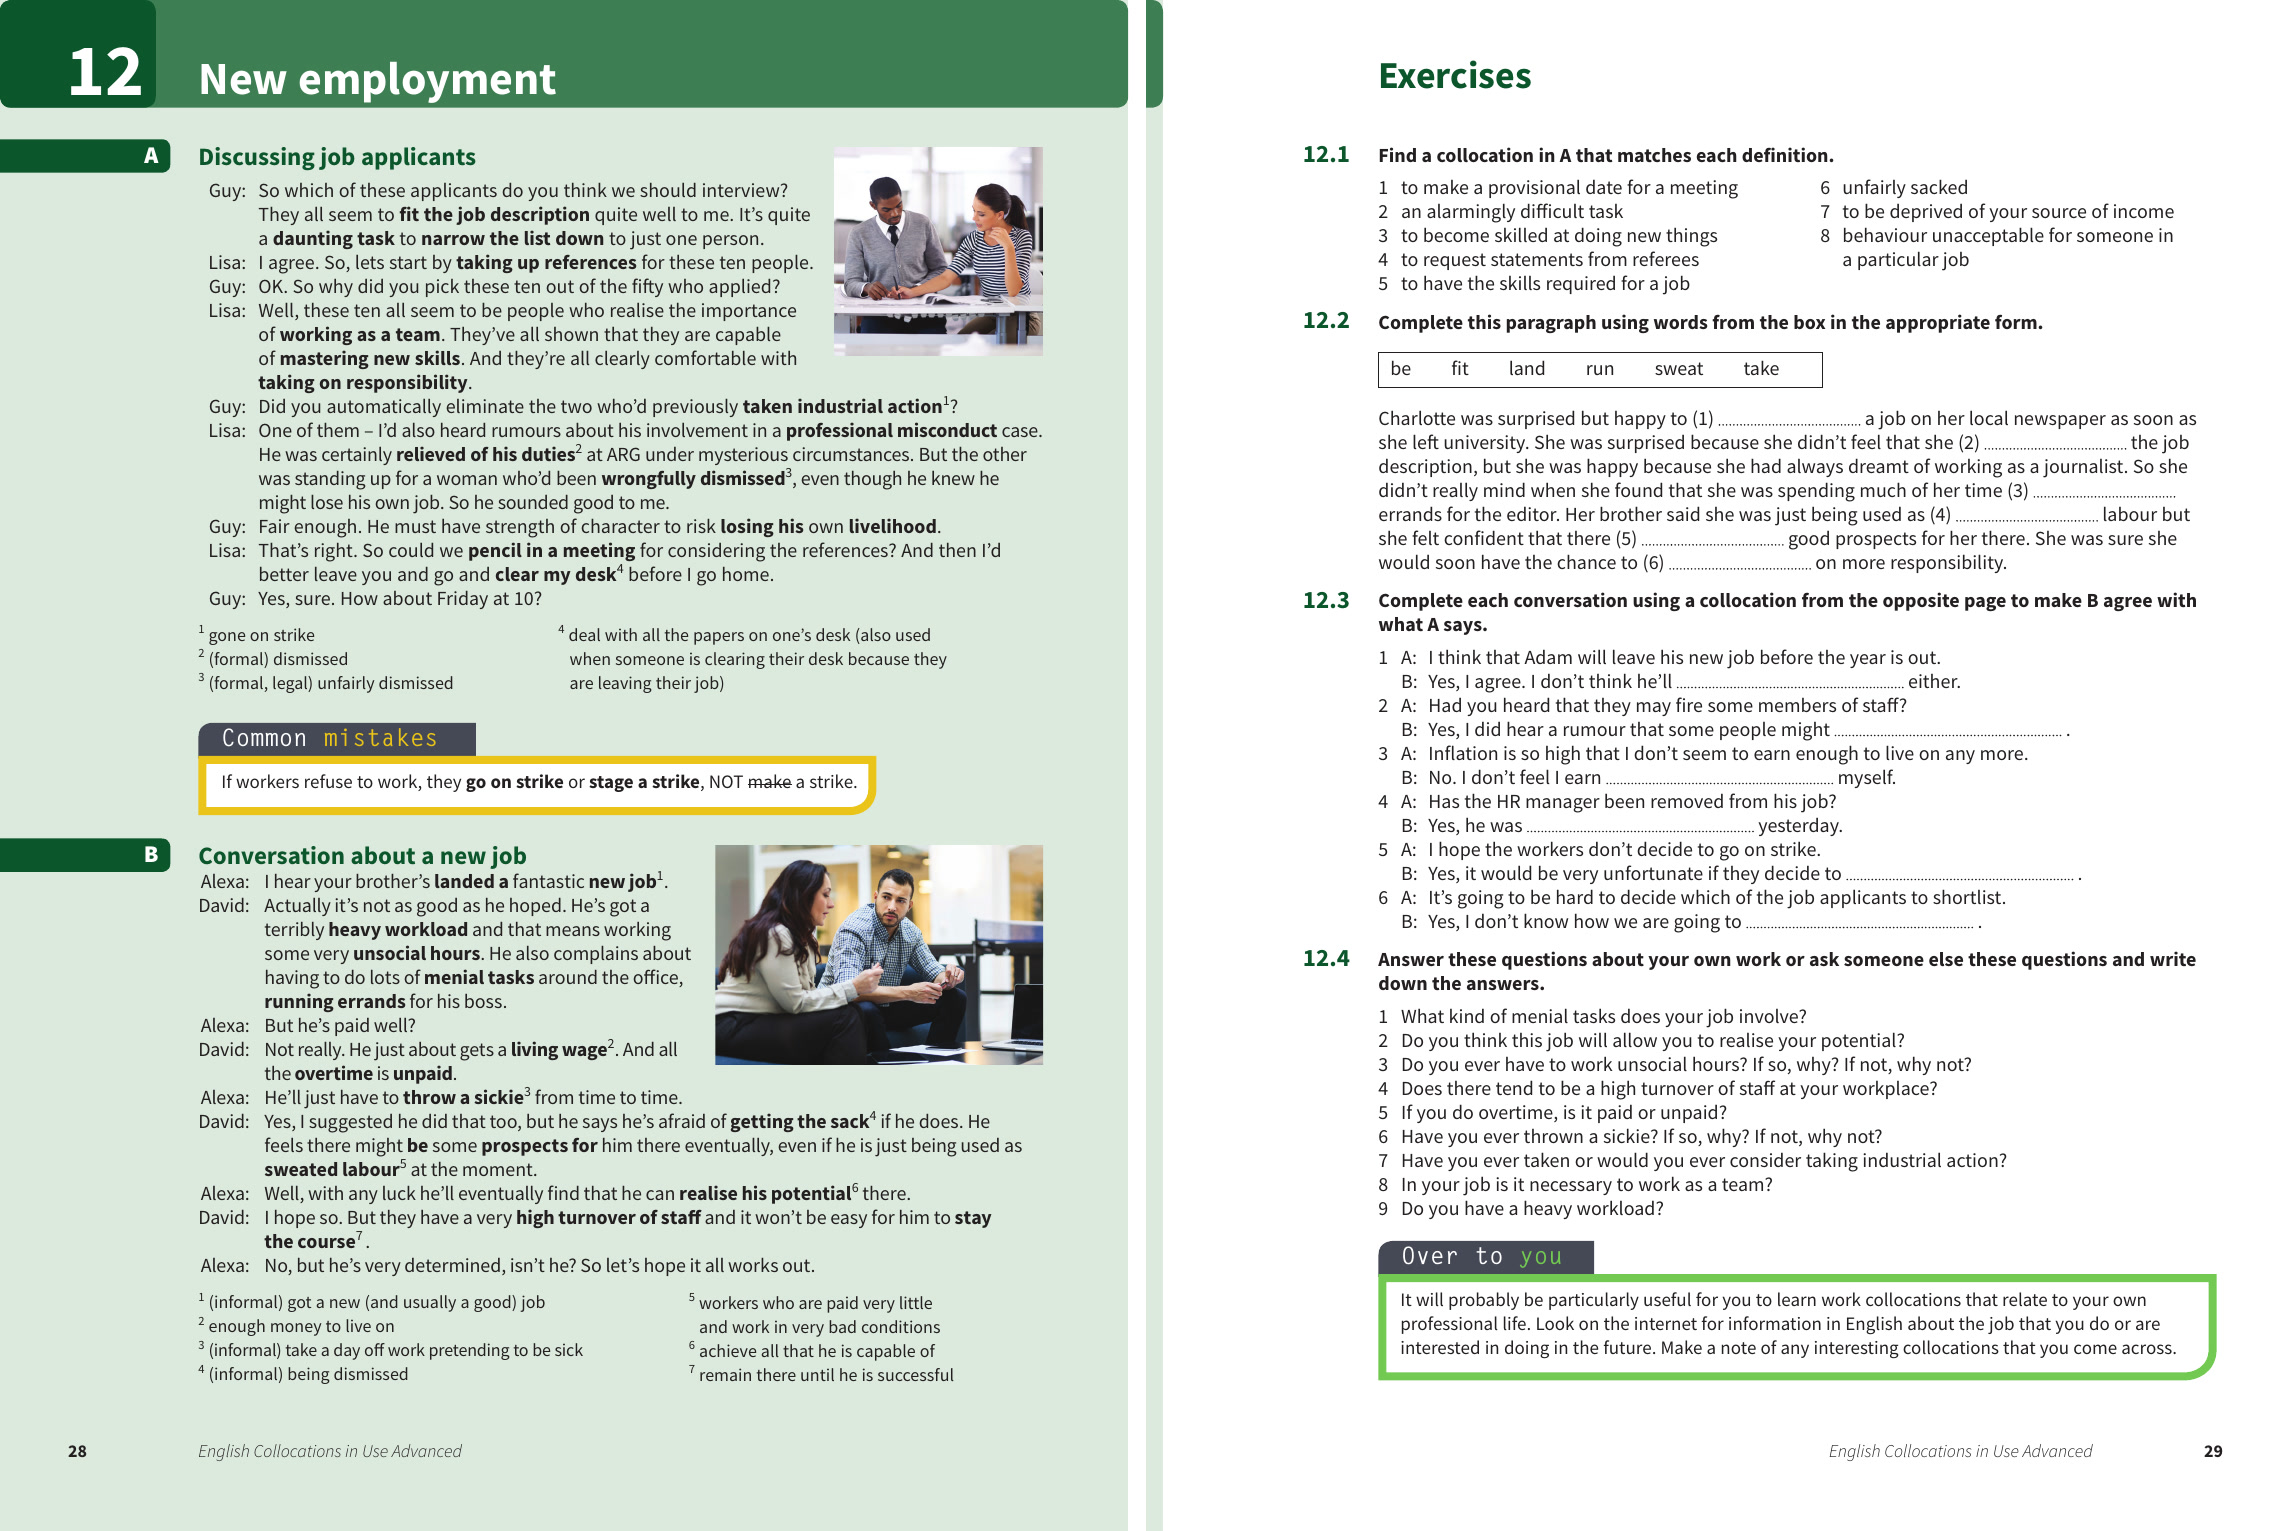 12
New employment
A
Discussing job applicants
Guy: So which of these applicants do you think we should interview?
They all seem to fit the job description quite well to me. It's quite
a daunting task to narrow the list down to just one person.
Lisa: I agree. So, lets start by taking up references for these ten people.
Guy: OK. So why did you pick these ten out of the fifty who applied?
Lisa: Well, these ten all seem to be people who realise the importance
of working as a team. They've all shown that they are capable
of mastering new skills. And they're all clearly comfortable with
taking on responsibility.
Guy: Did you automatically eliminate the two who'd previously taken industrial action1?
Lisa: One of them – I'd also heard rumours about his involvement in a professional misconduct case.
He was certainly relieved of his duties2 at ARG under mysterious circumstances. But the other
was standing up for a woman who'd been wrongfully dismissed3, even though he knew he
might lose his own job. So he sounded good to me.
Guy: Fair enough. He must have strength of character to risk losing his own livelihood.
Lisa: That's right. So could we pencil in a meeting for considering the references? And then I'd
better leave you and go and clear my desk4 before I go home.
Guy: Yes, sure. How about Friday at 10?
1 gone on strike
2 (formal) dismissed
3 (formal, legal) unfairly dismissed
4 deal with all the papers on one's desk (also used
when someone is clearing their desk because they
are leaving their job)
Common mistakes
If workers refuse to work, they go on strike or stage a strike, NOT make a strike.
B
Conversation about a new job
Alexa: I hear your brother's landed a fantastic new job1.
David: Actually it's not as good as he hoped. He's got a
terribly heavy workload and that means working
some very unsocial hours. He also complains about
having to do lots of menial tasks around the office,
running errands for his boss.
Alexa: But he's paid well?
David: Not really. He just about gets a living wage2. And all
the overtime is unpaid.
Alexa: He'll just have to throw a sickie3 from time to time.
David: Yes, I suggested he did that too, but he says he's afraid of getting the sack4 if he does. He
feels there might be some prospects for him there eventually, even if he is just being used as
sweated labour5 at the moment.
Alexa: Well, with any luck he'll eventually find that he can realise his potential6 there.
David: I hope so. But they have a very high turnover of staff and it won't be easy for him to stay
the course7.
Alexa: No, but he's very determined, isn't he? So let's hope it all works out.
1 (informal) got a new (and usually a good) job
2 enough money to live on
3 (informal) take a day off work pretending to be sick
4 (informal) being dismissed
5 workers who are paid very little
and work in very bad conditions
6 achieve all that he is capable of
7 remain there until he is successful
28 English Collocations in Use Advanced
Exercises
12.1 Find a collocation in A that matches each definition.
1 to make a provisional date for a meeting
2 an alarmingly difficult task
3 to become skilled at doing new things
4 to request statements from referees
5 to have the skills required for a job
6 unfairly sacked
7 to be deprived of your source of income
8 behaviour unacceptable for someone in
a particular job
12.2 Complete this paragraph using words from the box in the appropriate form.
be fit land run sweat take
Charlotte was surprised but happy to (1) ........................................ a job on her local newspaper as soon as
she left university. She was surprised because she didn't feel that she (2) ........................................ the job
description, but she was happy because she had always dreamt of working as a journalist. So she
didn't really mind when she found that she was spending much of her time (3) ........................................
errands for the editor. Her brother said she was just being used as (4) ........................................ labour but
she felt confident that there (5) ........................................ good prospects for her there. She was sure she
would soon have the chance to (6) ........................................ on more responsibility.
12.3 Complete each conversation using a collocation from the opposite page to make B agree with
what A says.
1 A: I think that Adam will leave his new job before the year is out.
B: Yes, I agree. I don't think he'll ........................................ either.
2 A: Had you heard that they may fire some members of staff?
B: Yes, I did hear a rumour that some people might ........................................ .
3 A: Inflation is so high that I don't seem to earn enough to live on any more.
B: No. I don't feel I earn ........................................ myself.
4 A: Has the HR manager been removed from his job?
B: Yes, he was ........................................ yesterday.
5 A: I hope the workers don't decide to go on strike.
B: Yes, it would be very unfortunate if they decide to ........................................ .
6 A: It's going to be hard to decide which of the job applicants to shortlist.
B: Yes, I don't know how we are going to ........................................ .
12.4 Answer these questions about your own work or ask someone else these questions and write
down the answers.
1 What kind of menial tasks does your job involve?
2 Do you think this job will allow you to realise your potential?
3 Do you ever have to work unsocial hours? If so, why? If not, why not?
4 Does there tend to be a high turnover of staff at your workplace?
5 If you do overtime, is it paid or unpaid?
6 Have you ever thrown a sickie? If so, why? If not, why not?
7 Have you ever taken or would you ever consider taking industrial action?
8 In your job is it necessary to work as a team?
9 Do you have a heavy workload?
Over to you
It will probably be particularly useful for you to learn work collocations that relate to your own
professional life. Look on the internet for information in English about the job that you do or are
interested in doing in the future. Make a note of any interesting collocations that you come across.
English Collocations in Use Advanced 29